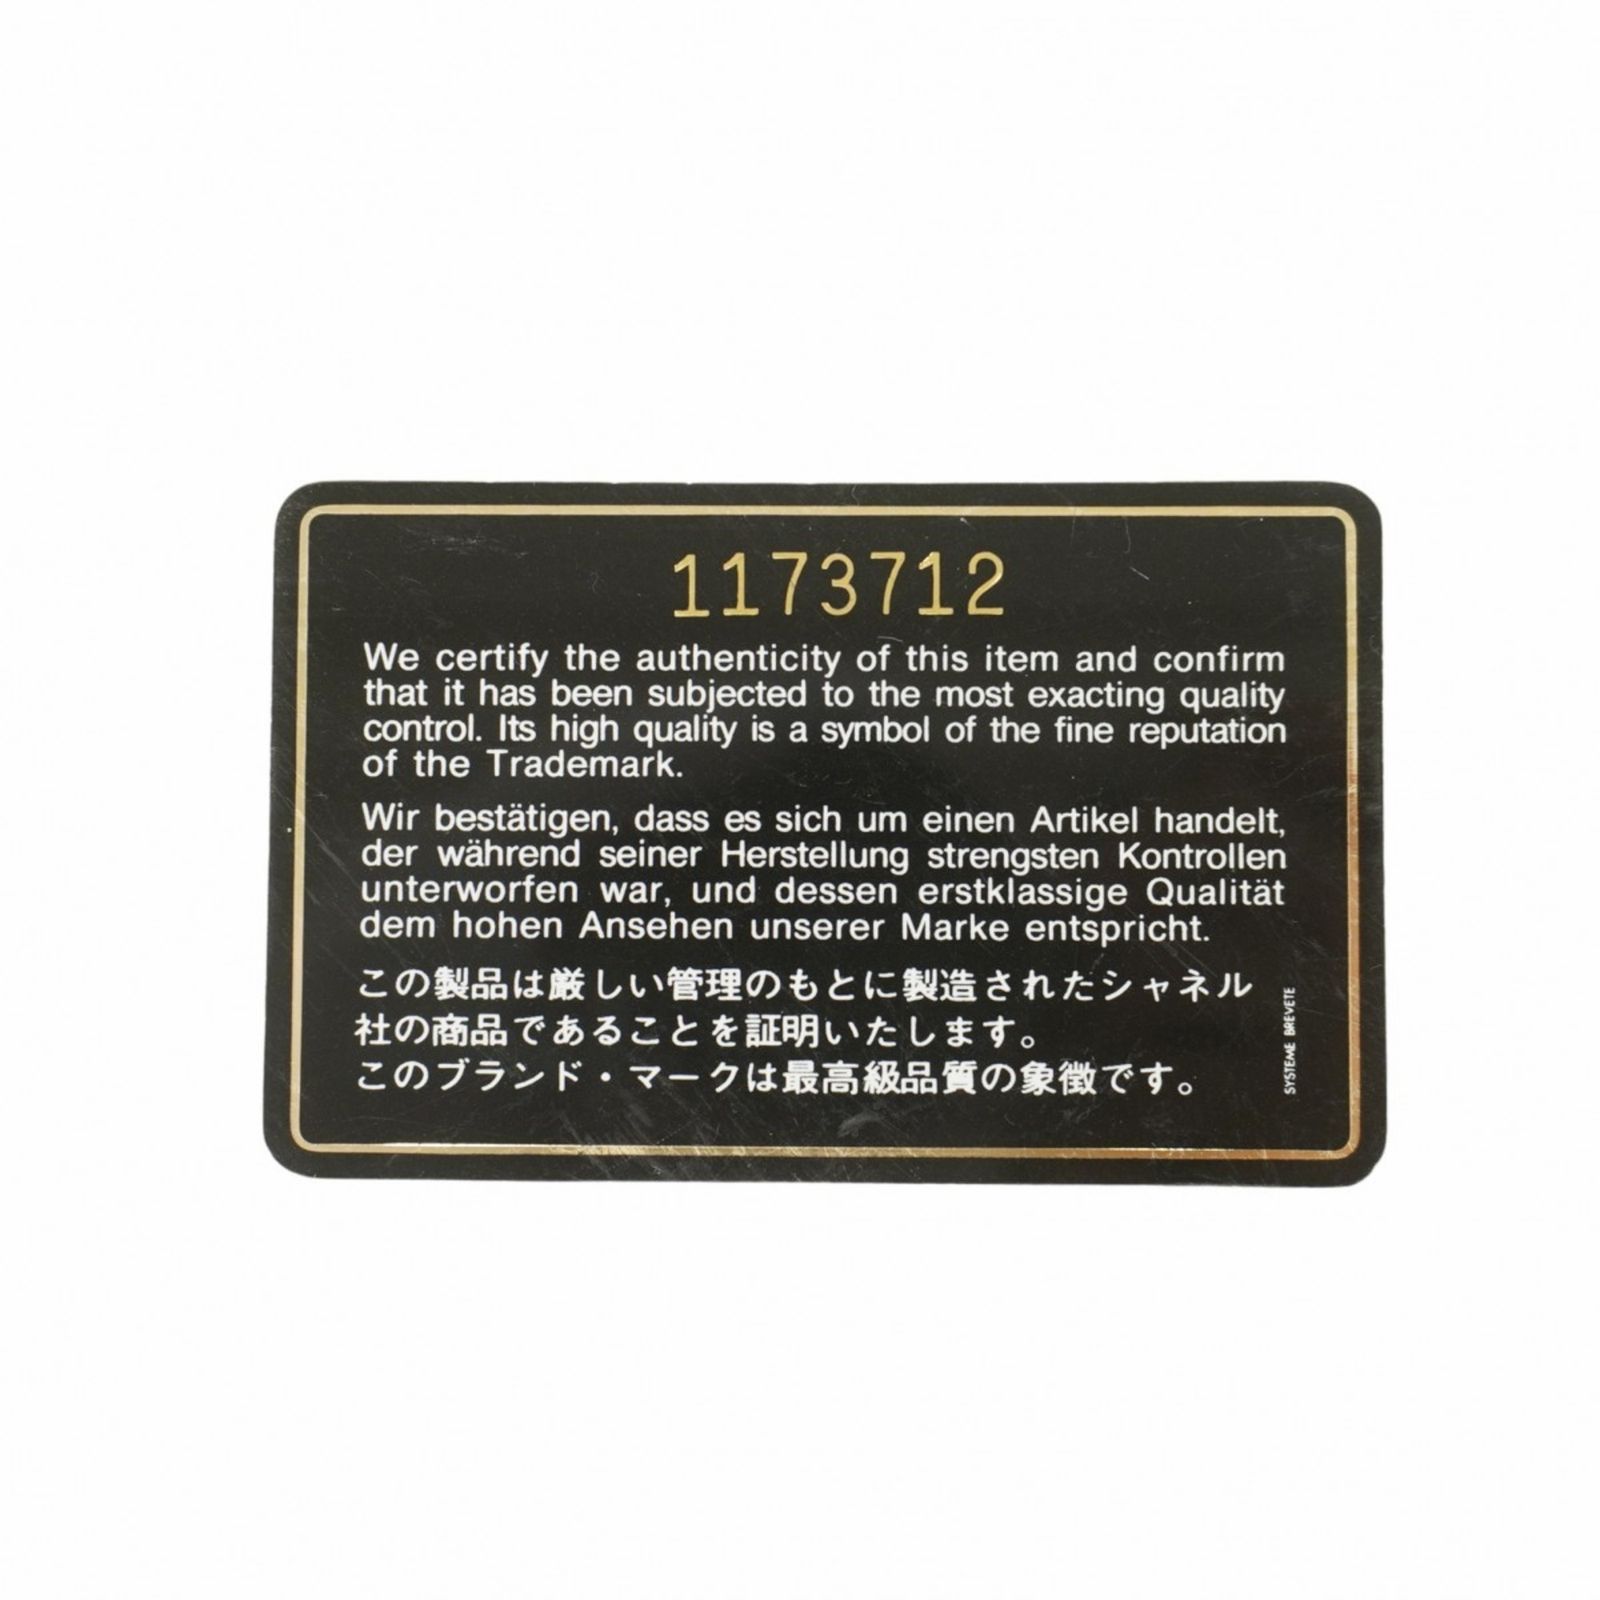 1173712
We certify the authenticity of this item and confirm
that it has been subjected to the most exacting quality
control. Its high quality is a symbol of the fine reputation
of the Trademark.
Wir bestätigen, dass es sich um einen Artikel handelt,
der während seiner Herstellung strengsten Kontrollen
unterworfen war, und dessen erstklassige Qualität
dem hohen Ansehen unserer Marke entspricht.
この製品は厳しい管理のもとに製造されたシャネル
社の商品であることを証明いたします。
このブランド・マークは最高級品質の象徴です。
SYSTEME BREVETE